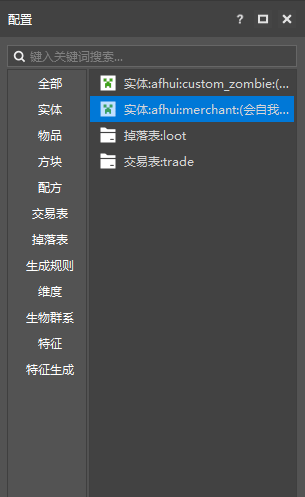 配置
?
键入关键词搜索...
全部
实体
物品
方块
配方
交易表
掉落表
生成规则
维度
生物群系
特征
特征生成
实体:afhui:custom_zombie:(...
实体:afhui:merchant:(会自我...
掉落表:loot
交易表:trade